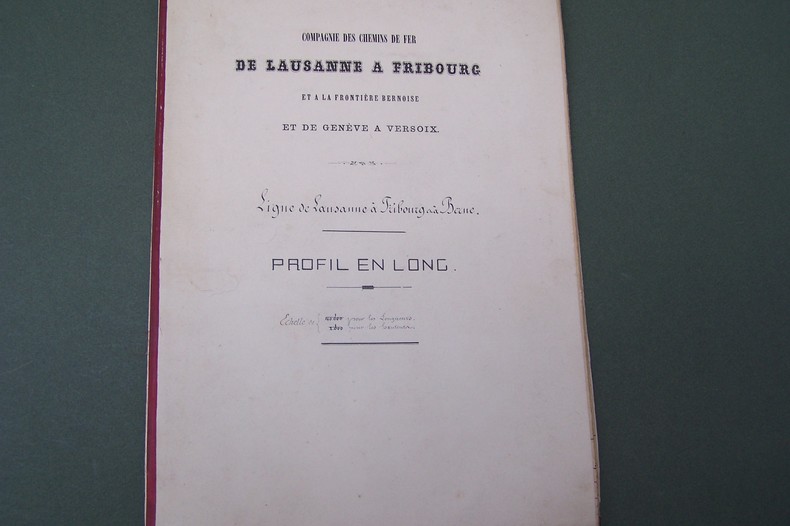 COMPAGNIE DES CHEMINS DE FER
DE LAUSANNE A FRIBOURG
ET A LA FRONTIÈRE BERNOISE
ET DE GENÈVE A VERSOIX.
Ligne de Lausanne à Fribourg et à Berne.
PROFIL EN LONG.
Echelle de
pour les Longueurs.
pour les hauteurs.